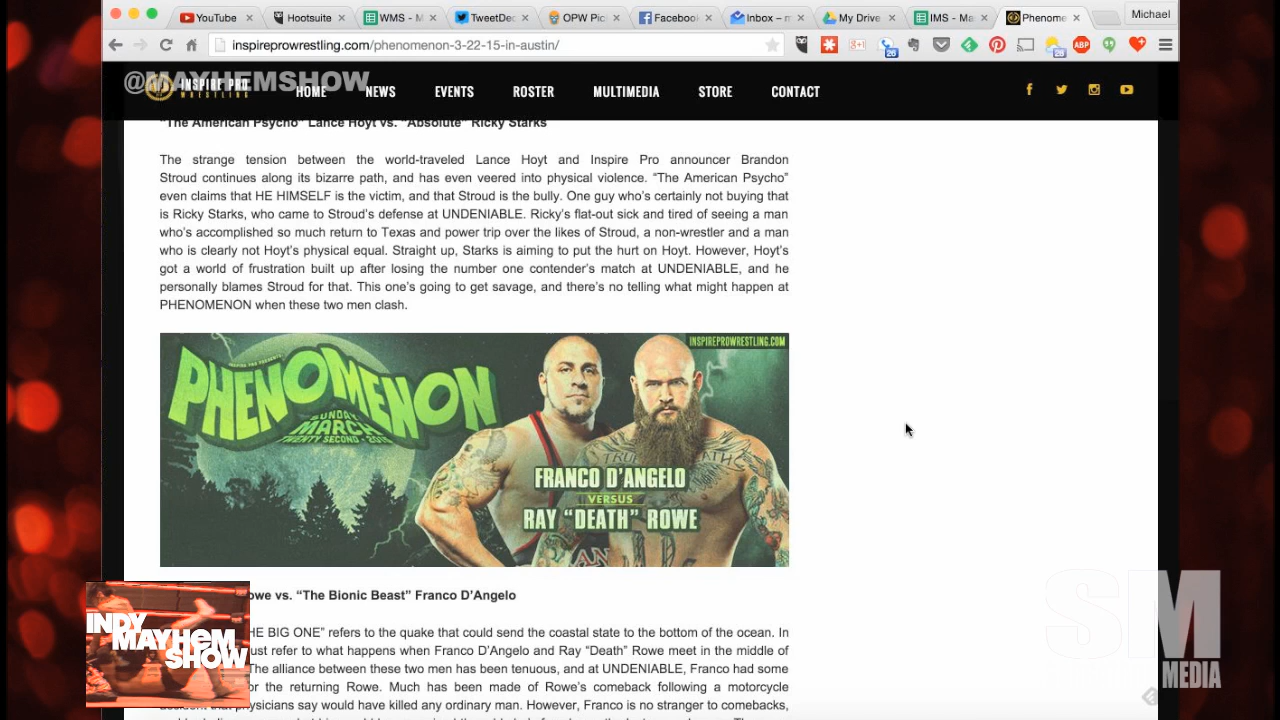 YouTube
Hootsuite
WMS - M
TweetDec
OPW Pic
Facebook
Inbox – m
My Drive
IMS - Ma
Phenome
Michael
inspireprowrestling.com/phenomenon-3-22-15-in-austin/
@MAYHEMSHOW
INSPIRE PRO
WRESTLING
HOME
NEWS
EVENTS
ROSTER
MULTIMEDIA
STORE
CONTACT
"The American Psycho" Lance Hoyt vs. "Absolute" Ricky Starks
The strange tension between the world-traveled Lance Hoyt and Inspire Pro announcer Brandon
Stroud continues along its bizarre path, and has even veered into physical violence. "The American Psycho"
even claims that HE HIMSELF is the victim, and that Stroud is the bully. One guy who's certainly not buying that
is Ricky Starks, who came to Stroud's defense at UNDENIABLE. Ricky's flat-out sick and tired of seeing a man
who's accomplished so much return to Texas and power trip over the likes of Stroud, a non-wrestler and a man
who is clearly not Hoyt's physical equal. Straight up, Starks is aiming to put the hurt on Hoyt. However, Hoyt's
got a world of frustration built up after losing the number one contender's match at UNDENIABLE, and he
personally blames Stroud for that. This one's going to get savage, and there's no telling what might happen at
PHENOMENON when these two men clash.
INSPIREPROWRESTLING.COM
INSPIRE PRO PRESENTS
PHENOMENON
SUNDAY
MARCH
TWENTY SECOND - 2015
FRANCO D'ANGELO
VERSUS
RAY "DEATH" ROWE
owe vs. "The Bionic Beast" Franco D'Angelo
HE BIG ONE" refers to the quake that could send the coastal state to the bottom of the ocean. In
ust refer to what happens when Franco D'Angelo and Ray "Death" Rowe meet in the middle of
The alliance between these two men has been tenuous, and at UNDENIABLE, Franco had some
or the returning Rowe. Much has been made of Rowe's comeback following a motorcycle
physicians say would have killed any ordinary man. However, Franco is no stranger to comebacks,
INDY
MAYHEM
SHOW
SM
MEDIA